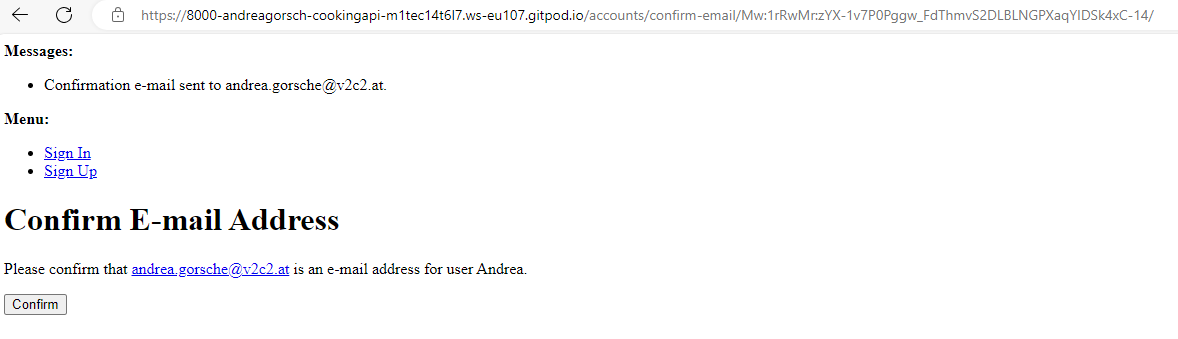 https://8000-andreagorsch-cookingapi-m1tec14t6l7.ws-eu107.gitpod.io/accounts/confirm-email/Mw:1rRwMr:zYX-1v7P0Pggw_FdThmvS2DLBLNGPXaqYIDSk4xC-14/
Messages:
Confirmation e-mail sent to andrea.gorsche@v2c2.at.
Menu:
Sign In
Sign Up
Confirm E-mail Address
Please confirm that andrea.gorsche@v2c2.at is an e-mail address for user Andrea.
Confirm